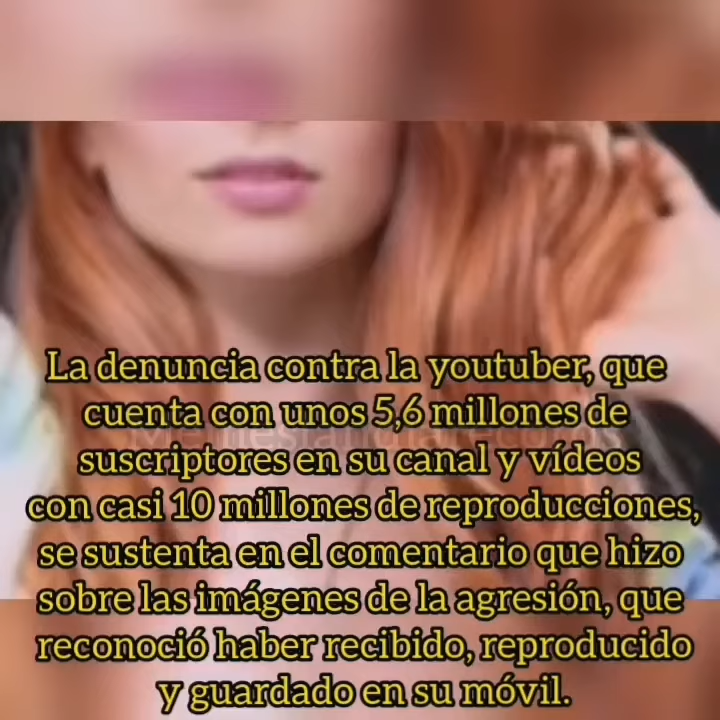 La denuncia contra la youtuber, que
cuenta con unos 5,6 millones de
suscriptores en su canal y vídeos
con casi 10 millones de reproducciones,
se sustenta en el comentario que hizo
sobre las imágenes de la agresión, que
reconoció haber recibido, reproducido
y guardado en su móvil.